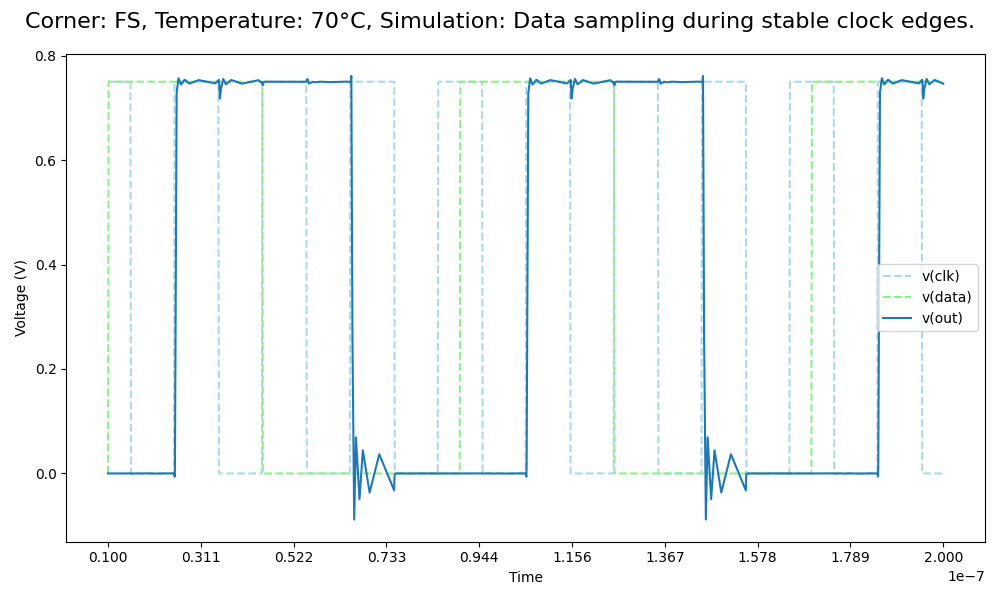 Corner: FS, Temperature: 70°C, Simulation: Data sampling during stable clock edges.
0.8
0.6
0.4
0.2
0.0
Voltage (V)
v(clk)
v(data)
v(out)
0.100 0.311 0.522 0.733 0.944 1.156 1.367 1.578 1.789 2.000
Time
1e−7